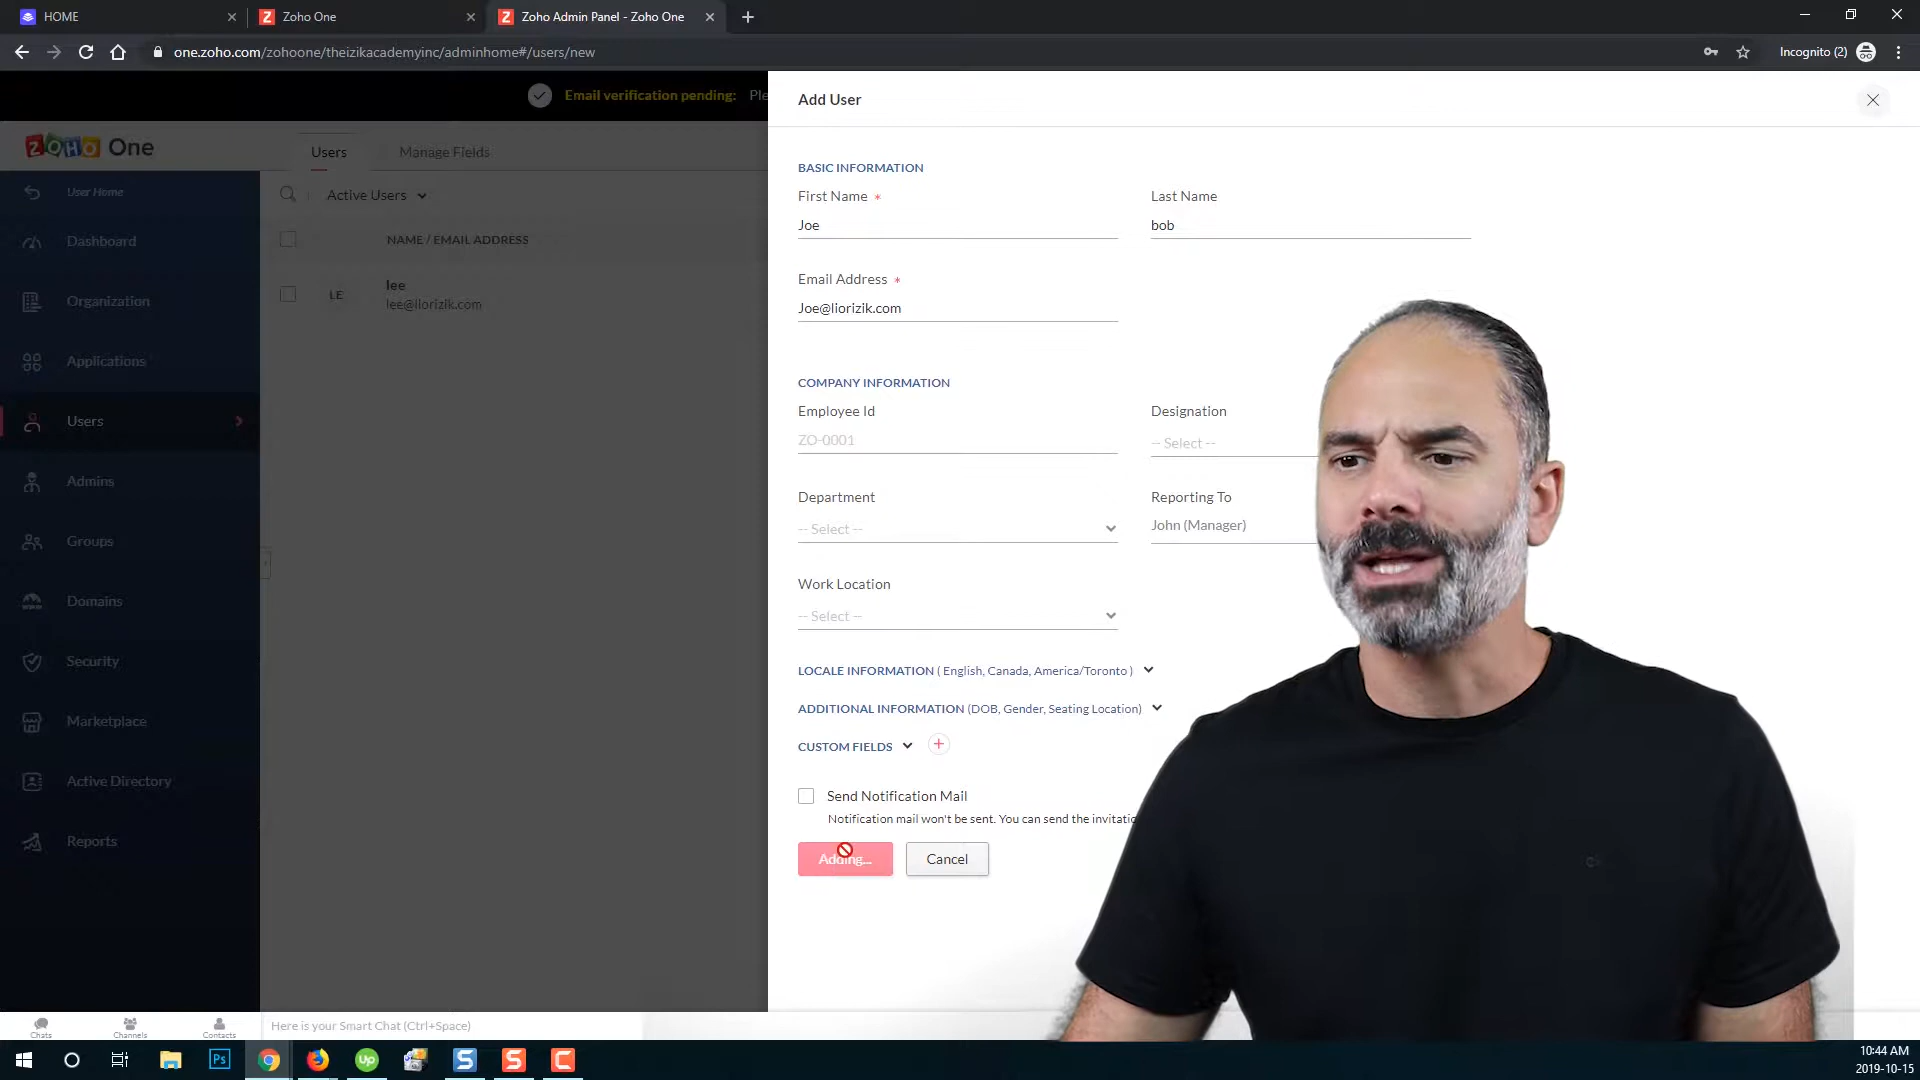 HOME
Zoho One
Zoho Admin Panel - Zoho One
one.zoho.com/zohoone/theizikacademyinc/adminhome#/users/new
Incognito (2)
Email verification pending: Ple
Add User
ZOHO One
Users
Manage Fields
BASIC INFORMATION
User Home
Active Users
First Name *
Last Name
Joe
bob
Dashboard
NAME / EMAIL ADDRESS
Email Address *
LE
lee
lee@liorizik.com
Organization
Joe@liorizik.com
Applications
COMPANY INFORMATION
Employee Id
Designation
Users
ZO-0001
-- Select --
Admins
Department
Reporting To
-- Select --
John (Manager)
Groups
Work Location
Domains
-- Select --
Security
LOCALE INFORMATION ( English, Canada, America/Toronto )
ADDITIONAL INFORMATION (DOB, Gender, Seating Location)
Marketplace
CUSTOM FIELDS
Active Directory
Send Notification Mail
Notification mail won't be sent. You can send the invitatio
Reports
Adding...
Cancel
Chats
Channels
Contacts
Here is your Smart Chat (Ctrl+Space)
Ps
Up
S
S
C
10:44 AM
2019-10-15